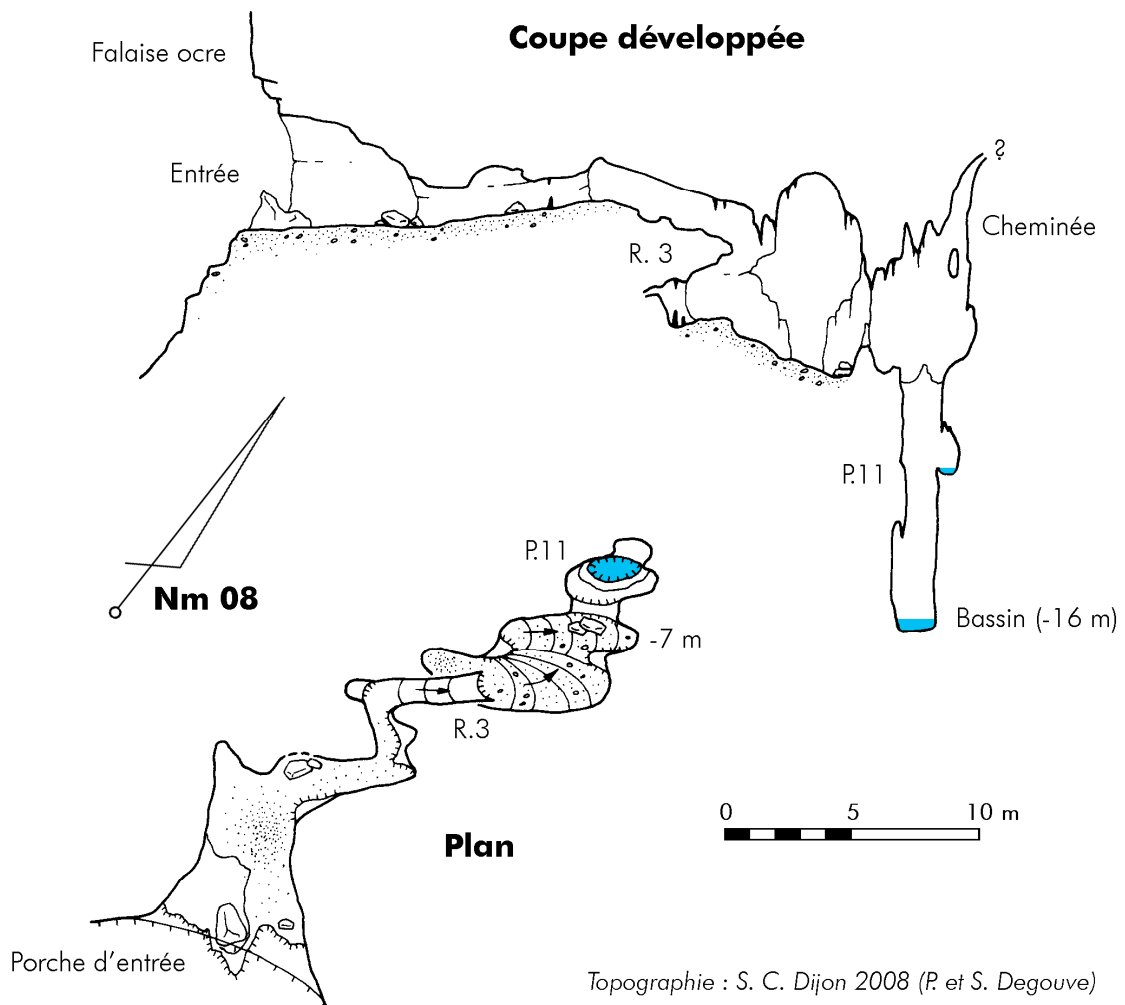 Coupe développée
Falaise ocre
Entrée
?
Cheminée
R. 3
P.11
Bassin (-16 m)
Nm 08
P.11
-7 m
R.3
0 5 10 m
Plan
Porche d'entrée
Topographie : S. C. Dijon 2008 (P. et S. Degouve)